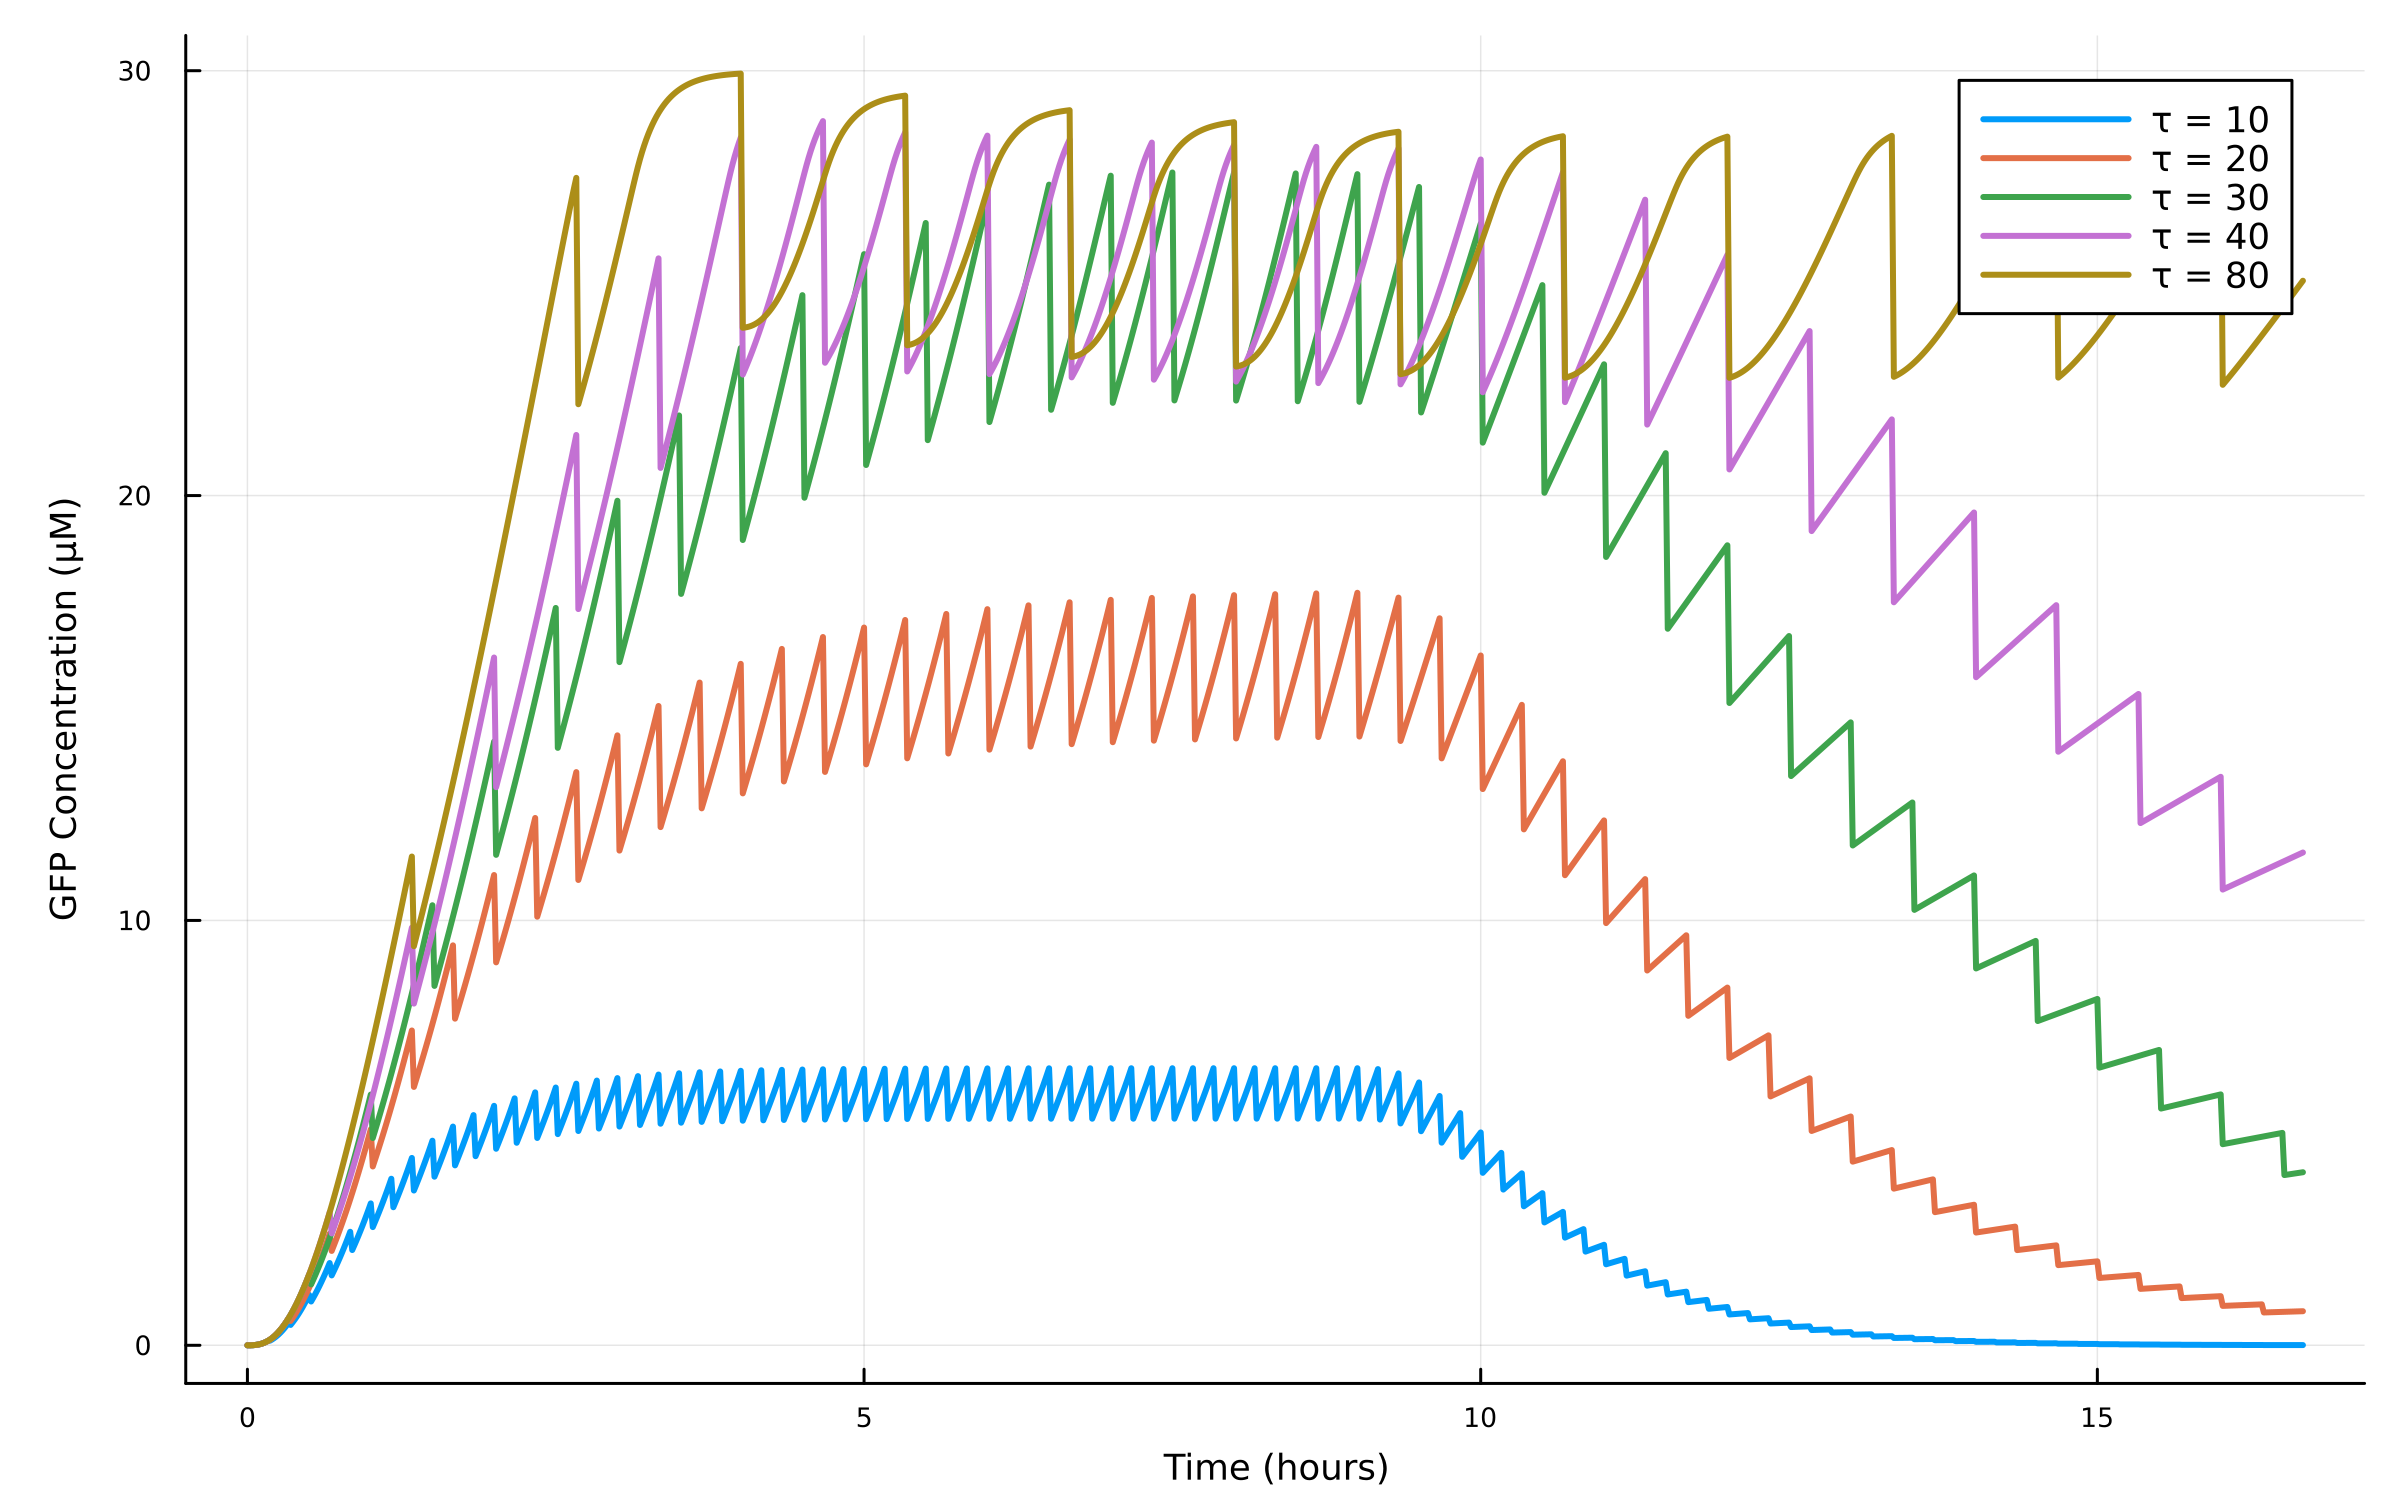 30
20
10
0
GFP Concentration (μM)
τ = 10
τ = 20
τ = 30
τ = 40
τ = 80
0
5
10
15
Time (hours)